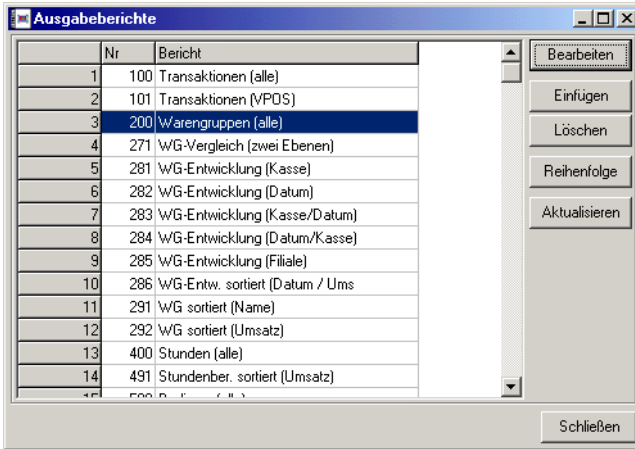 Ausgabeberichte
Nr Bericht
1 100 Transaktionen (alle)
2 101 Transaktionen (VPOS)
3 200 Warengruppen (alle)
4 271 WG-Vergleich (zwei Ebenen)
5 281 WG-Entwicklung (Kasse)
6 282 WG-Entwicklung (Datum)
7 283 WG-Entwicklung (Kasse/Datum)
8 284 WG-Entwicklung (Datum/Kasse)
9 285 WG-Entwicklung (Filiale)
10 286 WG-Entw. sortiert (Datum / Ums
11 291 WG sortiert (Name)
12 292 WG sortiert (Umsatz)
13 400 Stunden (alle)
14 491 Stundenber. sortiert (Umsatz)
Bearbeiten
Einfügen
Löschen
Reihenfolge
Aktualisieren
Schließen